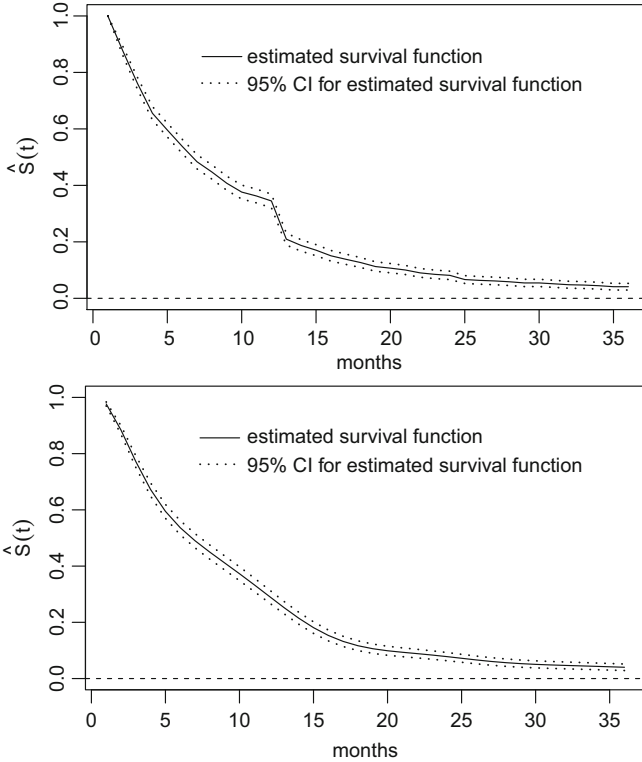 estimated survival function
95% CI for estimated survival function
Ŝ(t)
0.0 0.2 0.4 0.6 0.8 1.0
0 5 10 15 20 25 30 35
months
estimated survival function
95% CI for estimated survival function
Ŝ(t)
0.0 0.2 0.4 0.6 0.8 1.0
0 5 10 15 20 25 30 35
months